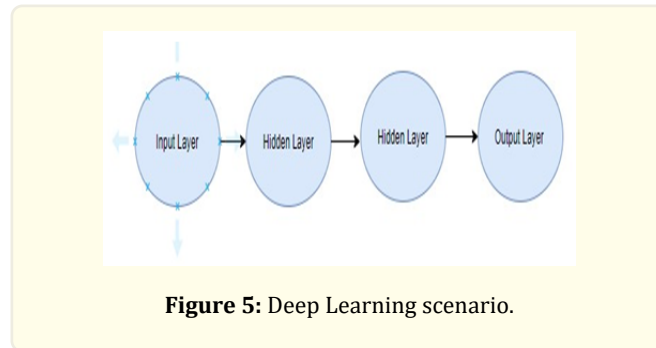 Input Layer
Hidden Layer
Hidden Layer
Output Layer
Figure 5: Deep Learning scenario.